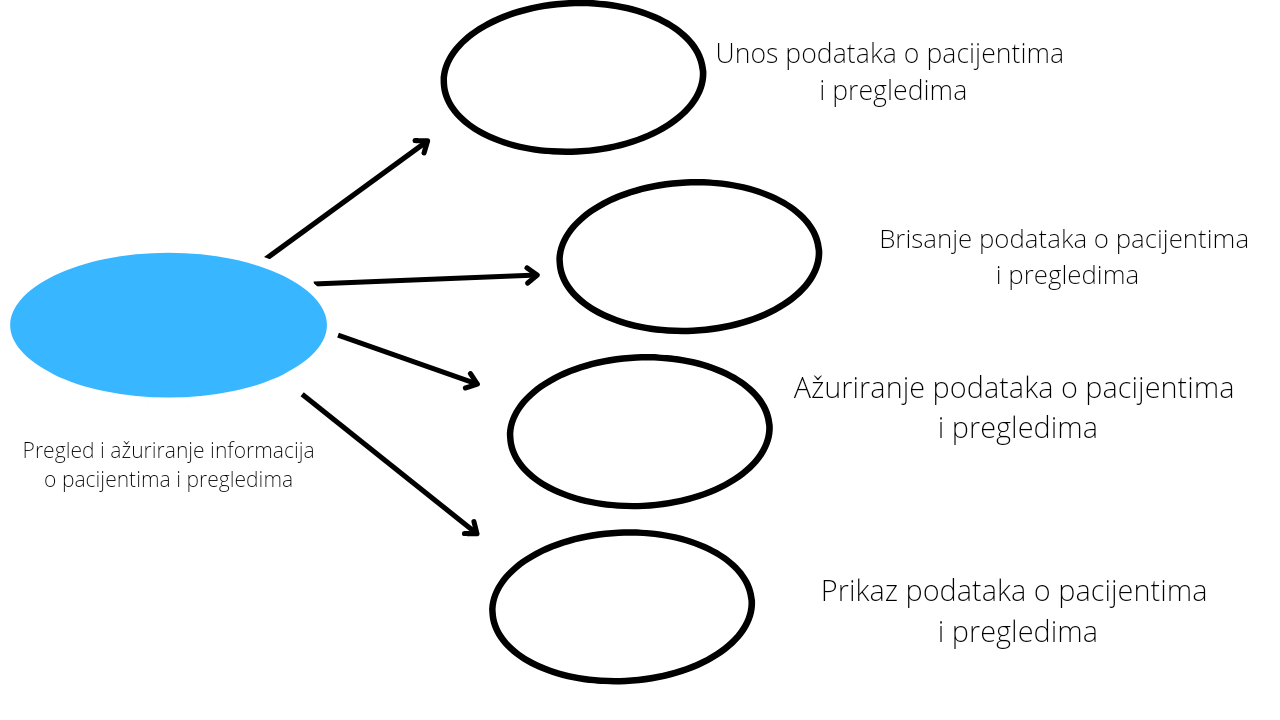 Unos podataka o pacijentima
i pregledima
Brisanje podataka o pacijentima
i pregledima
Ažuriranje podataka o pacijentima
i pregledima
Pregled i ažuriranje informacija
o pacijentima i pregledima
Prikaz podataka o pacijentima
i pregledima